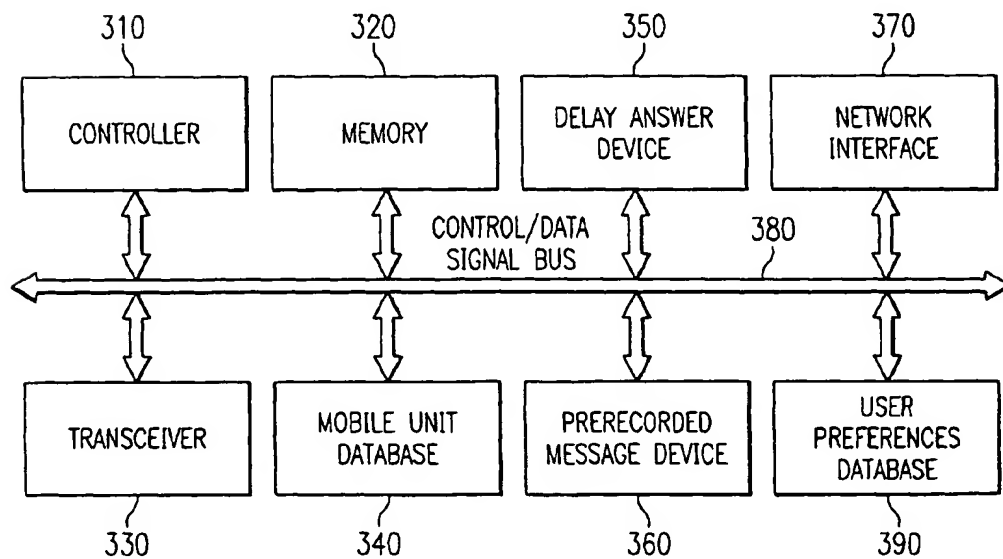 310
320
350
370
CONTROLLER
MEMORY
DELAY ANSWER
DEVICE
NETWORK
INTERFACE
CONTROL/DATA
SIGNAL BUS
380
TRANSCEIVER
MOBILE UNIT
DATABASE
PRERECORDED
MESSAGE DEVICE
USER
PREFERENCES
DATABASE
330
340
360
390